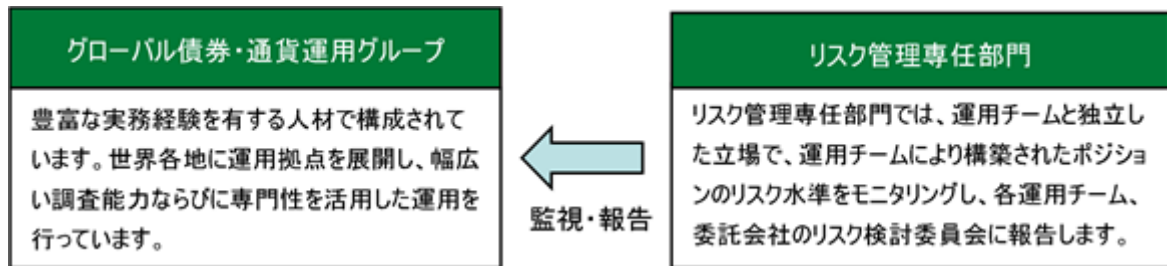 グローバル債券・通貨運用グループ
豊富な実務経験を有する人材で構成されて
います。世界各地に運用拠点を展開し、幅広
い調査能力ならびに専門性を活用した運用を
行っています。
監視・報告
リスク管理専任部門
リスク管理専任部門では、運用チームと独立し
た立場で、運用チームにより構築されたポジショ
ンのリスク水準をモニタリングし、各運用チーム、
委託会社のリスク検討委員会に報告します。